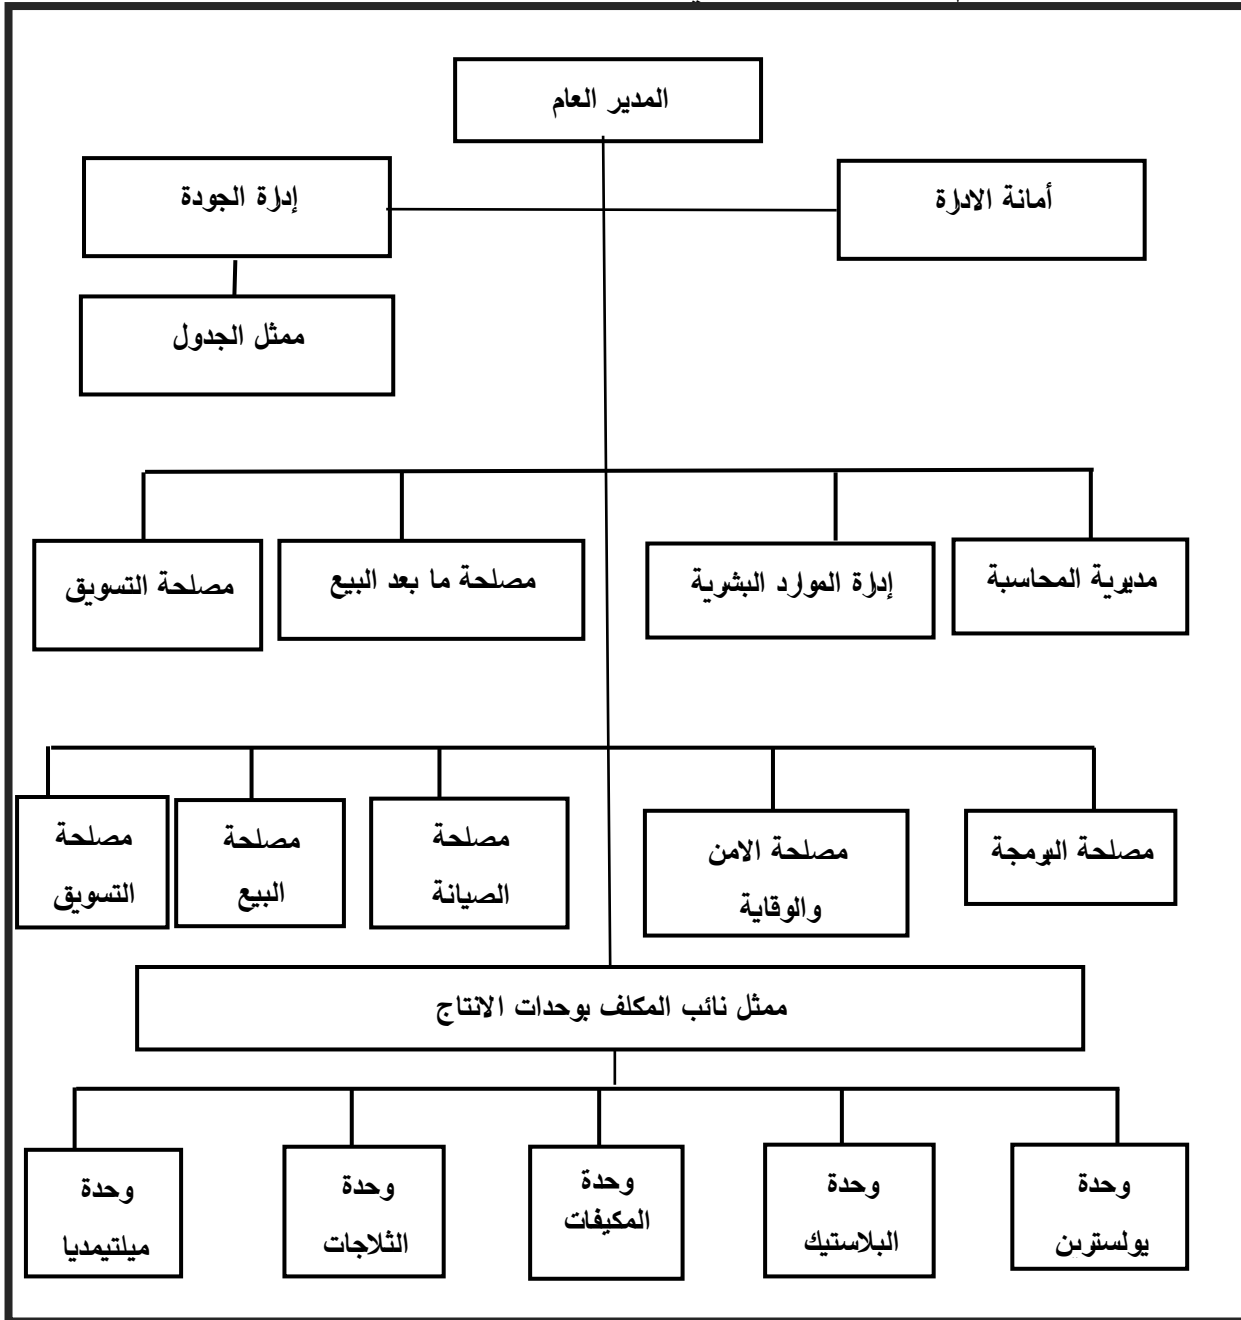 المدير العام
أمانة الادارة
إدارة الجودة
ممثل الجدول
مديرية المحاسبة
إدارة الموارد البشرية
مصلحة ما بعد البيع
مصلحة التسويق
مصلحة البرمجة
مصلحة الامن
والوقاية
مصلحة
الصيانة
مصلحة
البيع
مصلحة
التسويق
ممثل نائب المكلف بوحدات الانتاج
وحدة
يولسترن
وحدة
البلاستيك
وحدة
المكيفات
وحدة
الثلاجات
وحدة
ميلتيمديا